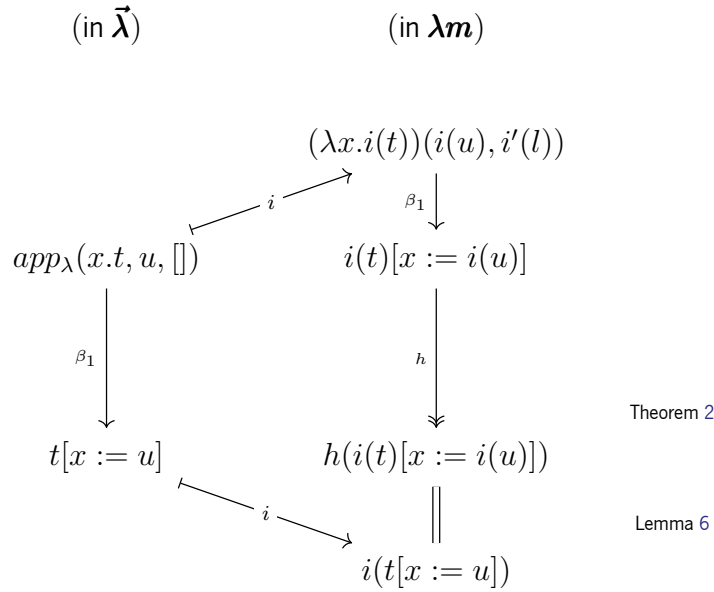 (in λ⃗) (in λm)
(λx.i(t))(i(u), i′(l))
i
β₁
app_λ(x.t, u, []) i(t)[x := i(u)]
β₁
h
Theorem 2
t[x := u] h(i(t)[x := i(u)])
i
Lemma 6
i(t[x := u])